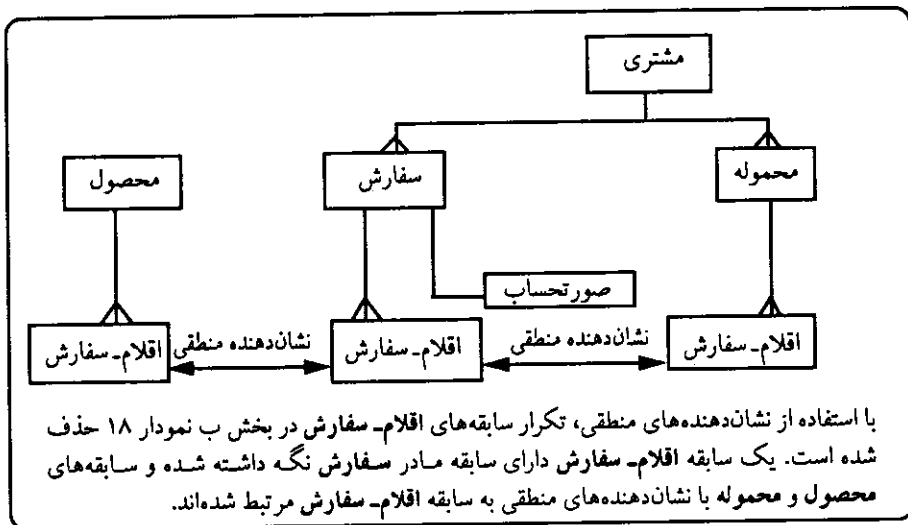 مشتری
محموله
سفارش
محصول
صورتحساب
اقلام-سفارش
نشان‌دهنده منطقی
اقلام-سفارش
نشان‌دهنده منطقی
اقلام-سفارش
با استفاده از نشان‌دهنده‌های منطقی، تکرار سابقه‌های اقلام-سفارش در بخش ب نمودار ۱۸ حذف
شده است. یک سابقه اقلام-سفارش دارای سابقه مادر سفارش نگه داشته شده و سابقه‌های
محصول و محموله با نشان‌دهنده‌های منطقی به سابقه اقلام-سفارش مرتبط شده‌اند.